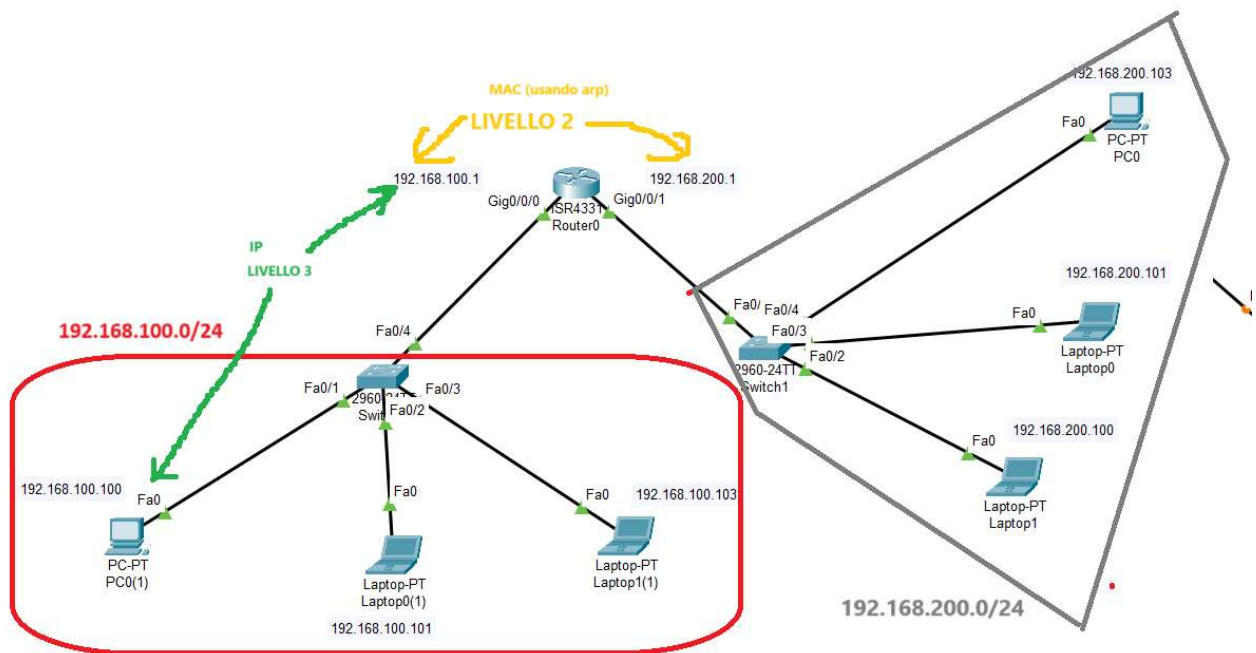 192.168.200.103
MAC (usando arp)
LIVELLO 2
Fa0
PC-PT
PC0
192.168.100.1
192.168.200.1
Gig0/0/0
Gig0/0/1
ISR4331
Router0
IP
LIVELLO 3
192.168.200.101
192.168.100.0/24
Fa0/4
Fa0/
Fa0/4
Fa0/3
Fa0
Laptop-PT
Laptop0
Fa0/2
2960-24TT
Switch1
Fa0/1
Fa0/3
Fa0/2
192.168.200.100
Fa0
Laptop-PT
Laptop1
192.168.100.100
Fa0
Fa0
Fa0
192.168.100.103
PC-PT
PC0(1)
Laptop-PT
Laptop0(1)
Laptop-PT
Laptop1(1)
192.168.100.101
192.168.200.0/24